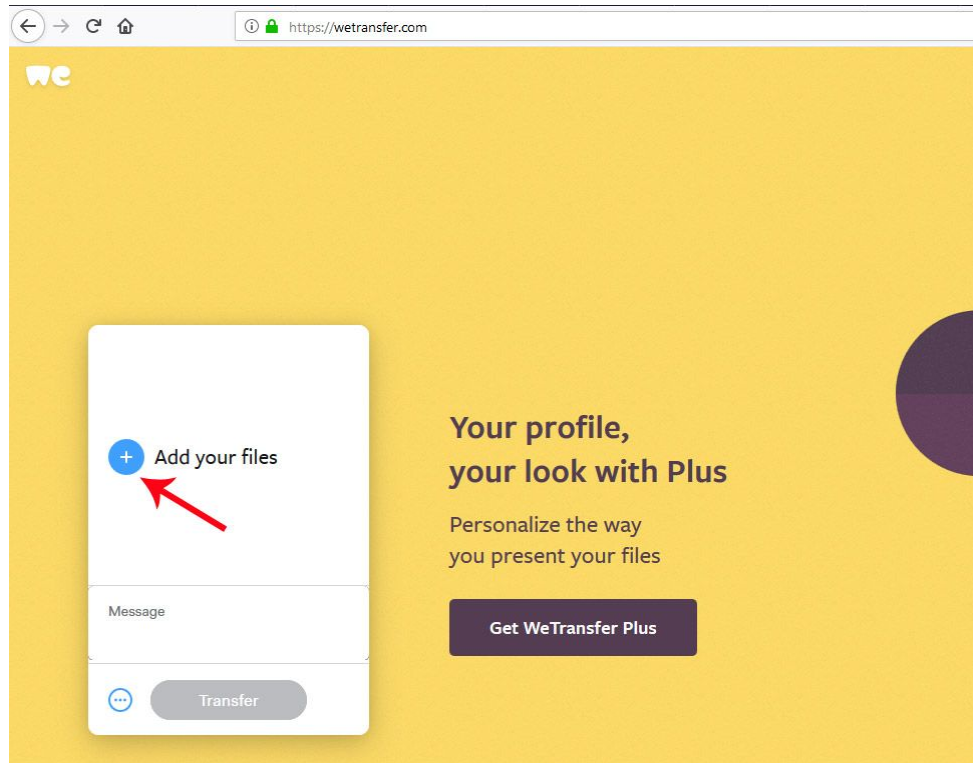 https://wetransfer.com
we
Add your files
Your profile,
your look with Plus
Personalize the way
you present your files
Message
Get WeTransfer Plus
Transfer